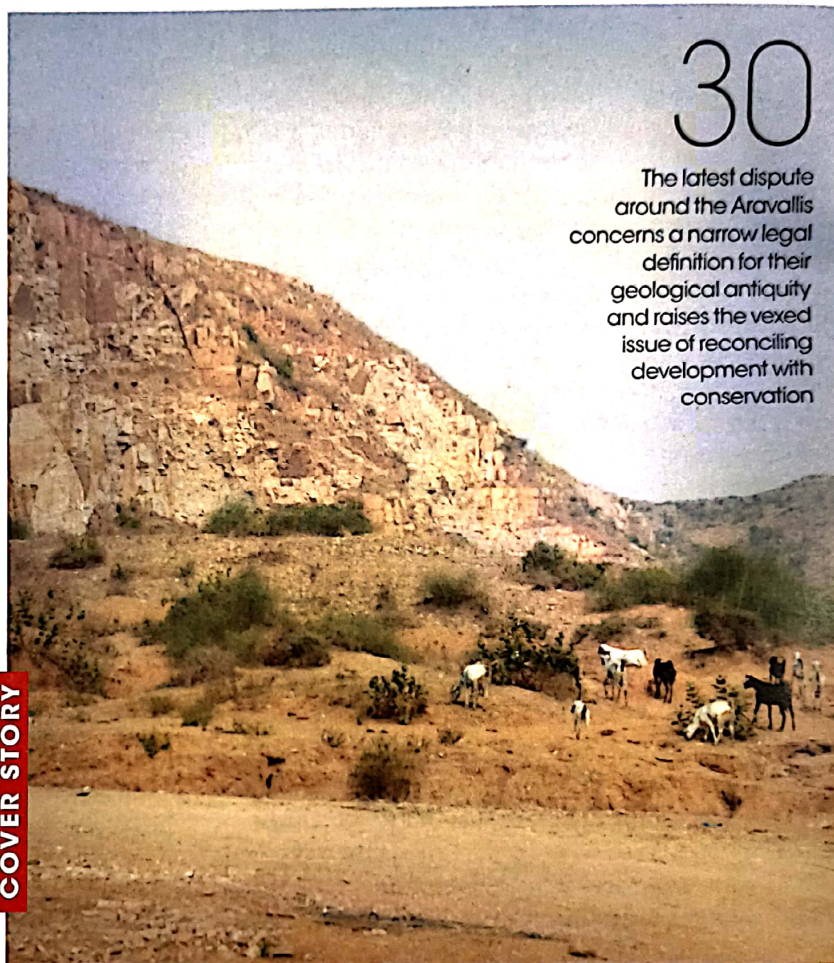 30
The latest dispute
around the Aravallis
concerns a narrow legal
definition for their
geological antiquity
and raises the vexed
issue of reconciling
development with
conservation
COVER STORY